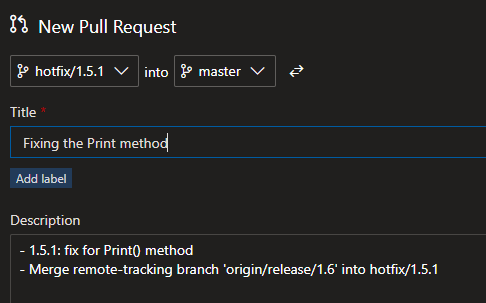 New Pull Request
hotfix/1.5.1 into master
Title *
Fixing the Print method
Add label
Description
- 1.5.1: fix for Print() method
- Merge remote-tracking branch 'origin/release/1.6' into hotfix/1.5.1